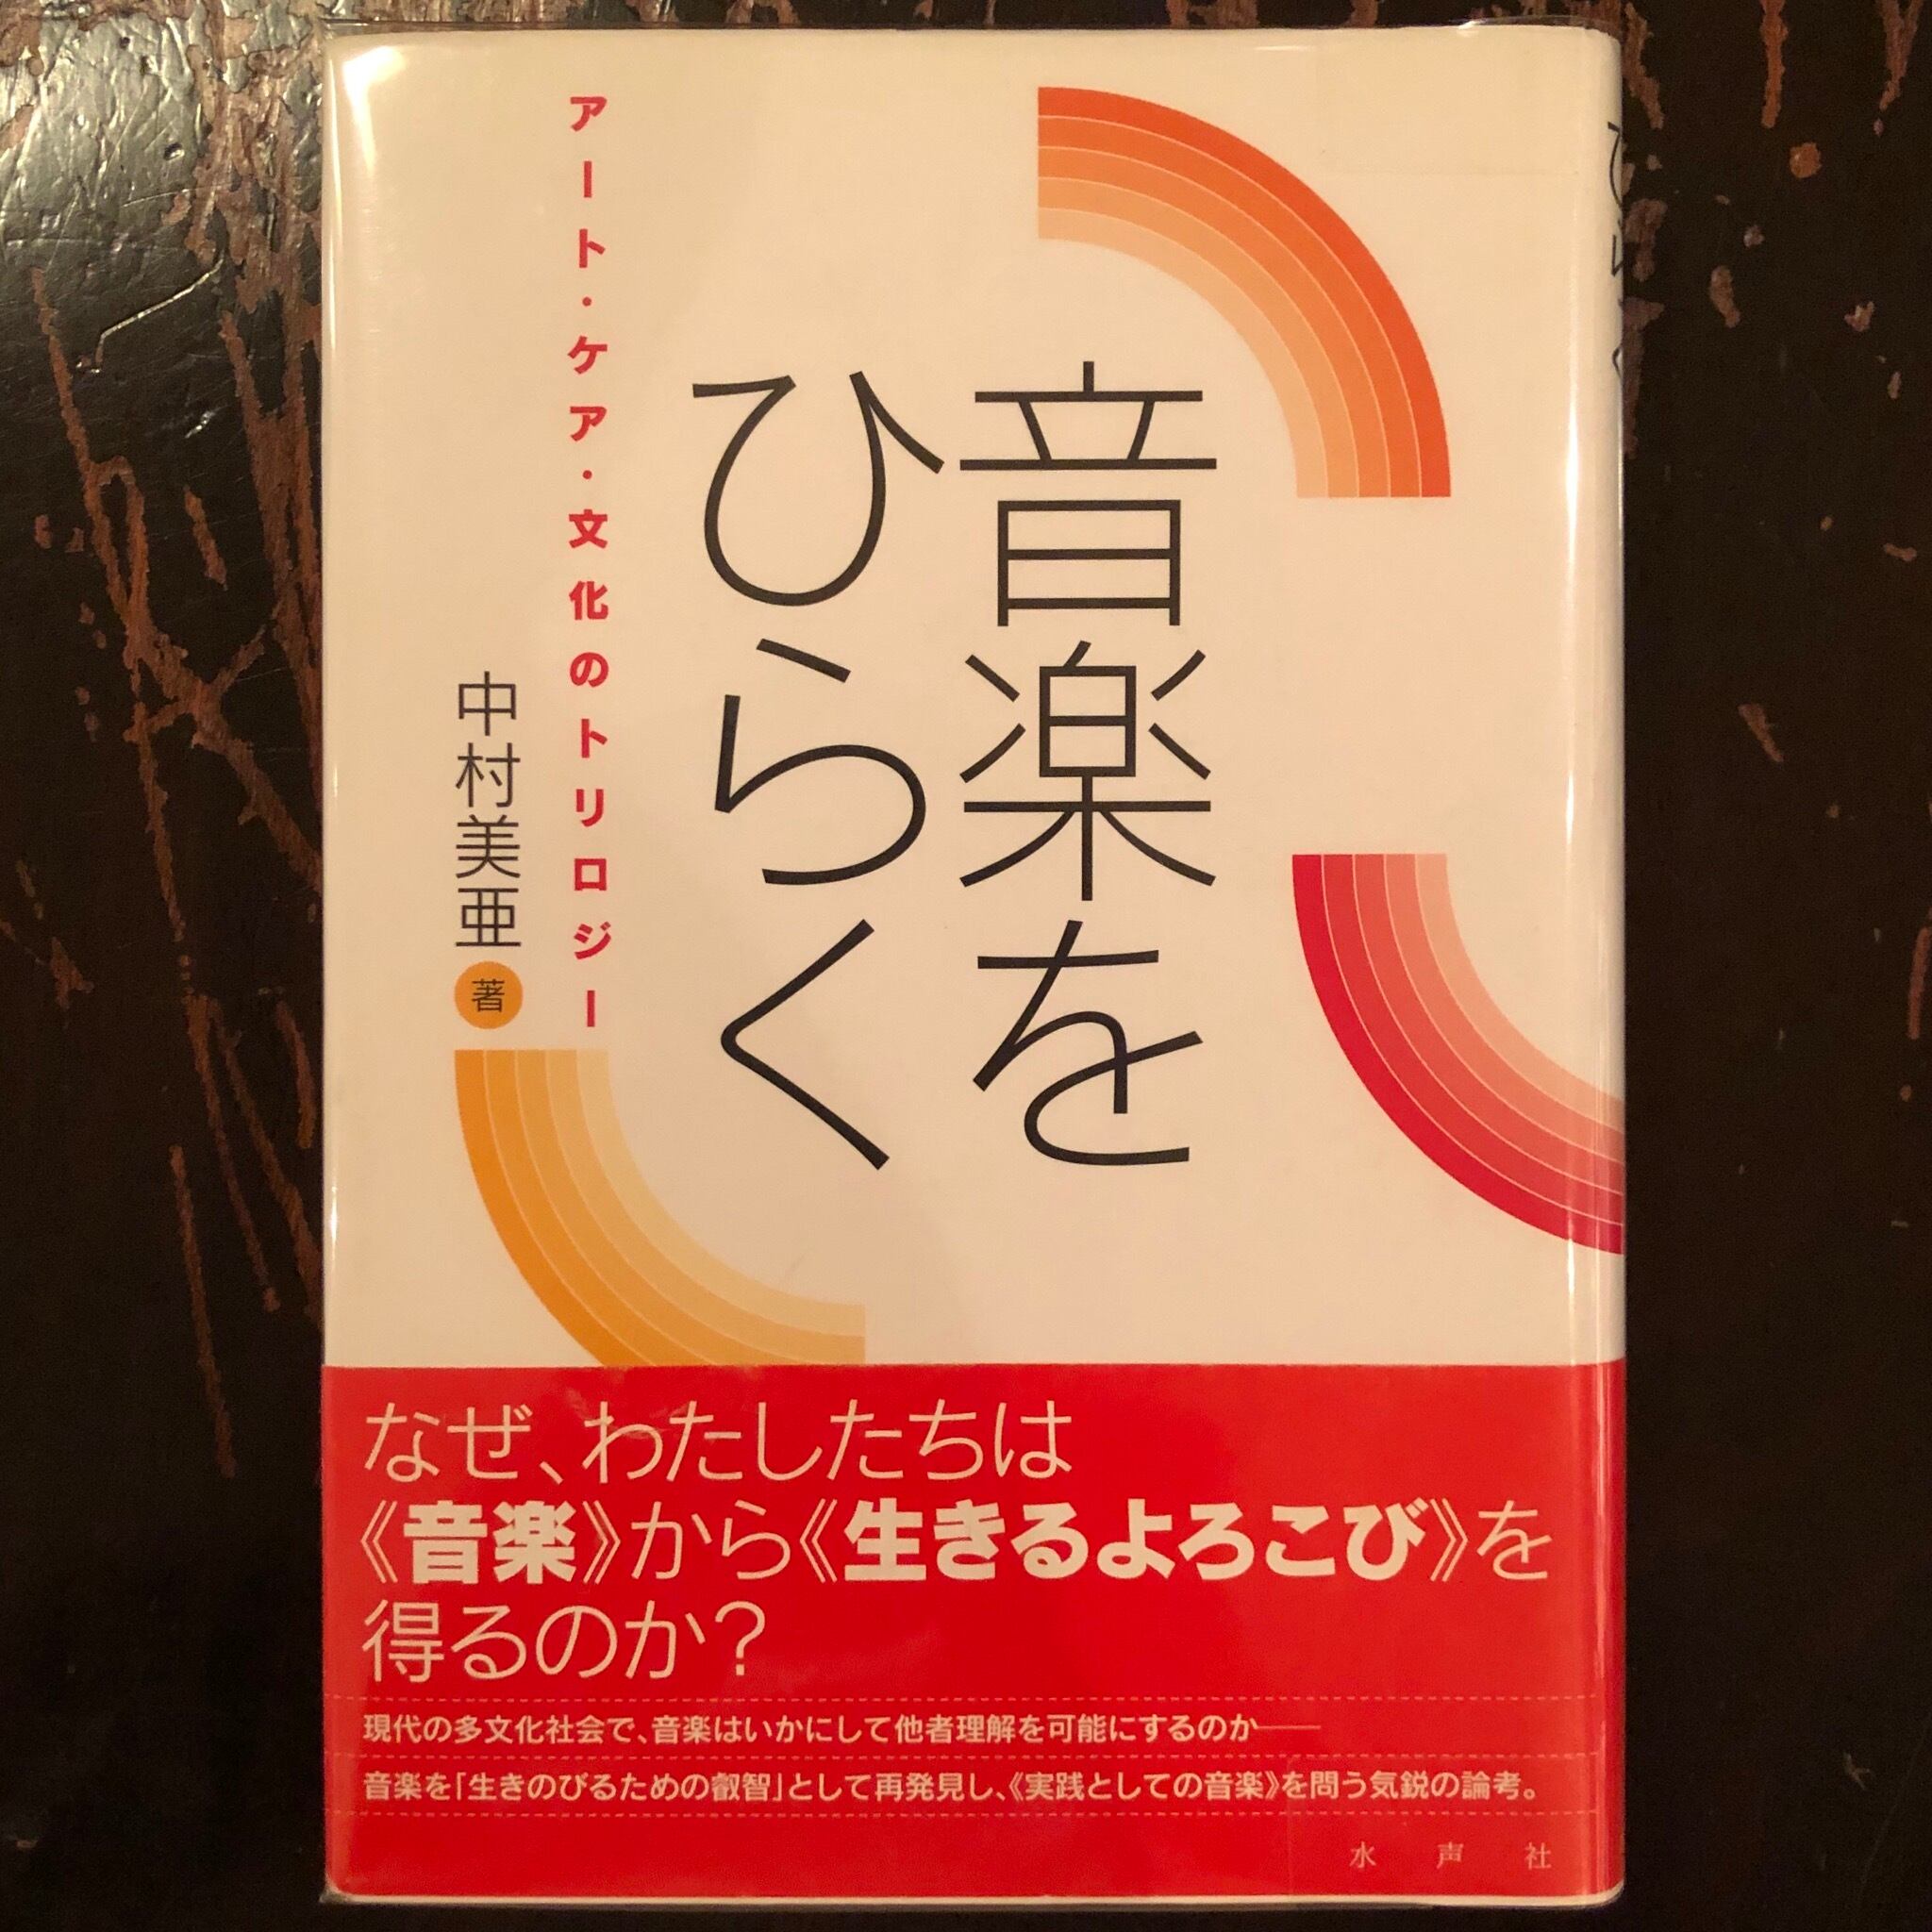 音楽を
ひらく
アート・ケア・文化のトリロジー
中村美亜 著
なぜ、わたしたちは
《音楽》から《生きるよろこび》を
得るのか?
現代の多文化社会で、音楽はいかにして他者理解を可能にするのか——
音楽を「生きのびるための叡智」として再発見し、《実践としての音楽》を問う気鋭の論考。
水声社